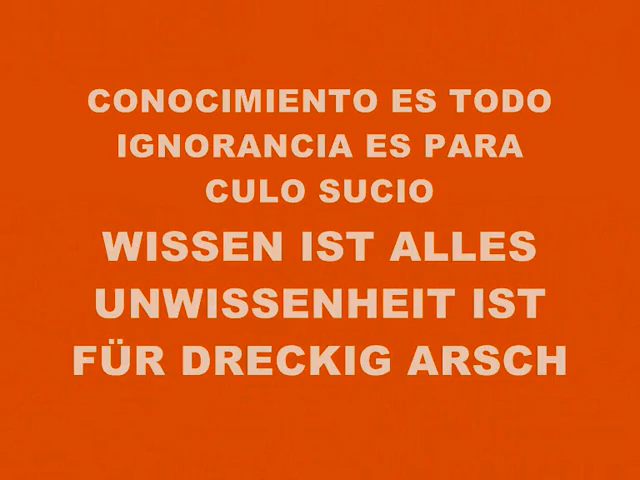 CONOCIMIENTO ES TODO
IGNORANCIA ES PARA
CULO SUCIO
WISSEN IST ALLES
UNWISSENHEIT IST
FÜR DRECKIG ARSCH